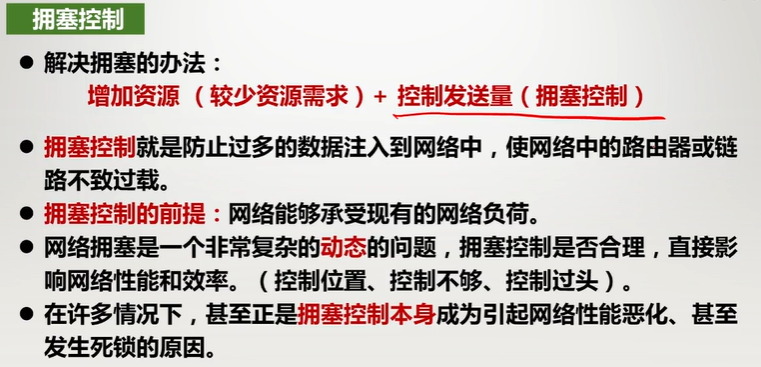 拥塞控制
● 解决拥塞的办法：
增加资源 （较少资源需求）+ 控制发送量（拥塞控制）
● 拥塞控制就是防止过多的数据注入到网络中，使网络中的路由器或链
路不致过载。
● 拥塞控制的前提：网络能够承受现有的网络负荷。
● 网络拥塞是一个非常复杂的动态的问题，拥塞控制是否合理，直接影
响网络性能和效率。（控制位置、控制不够、控制过头）。
● 在许多情况下，甚至正是拥塞控制本身成为引起网络性能恶化、甚至
发生死锁的原因。